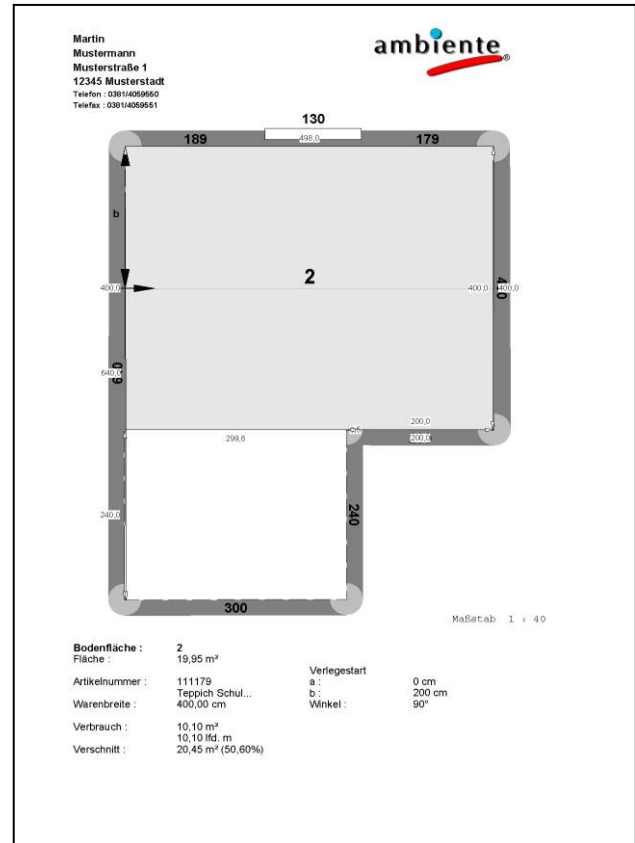 Martin
Mustermann
Musterstraße 1
12345 Musterstadt
Telefon : 0381/4059550
Telefax : 0381/4059551
ambiente®
130
189
498,0
179
b
2
400,0
400,0
400,0
540,0
200,0
299,6
200,0
240,0
240
300
Maßstab 1 : 40
Bodenfläche : 2
Fläche : 19,95 m²
Verlegestart
Artikelnummer : 111179 a : 0 cm
Teppich Schul... b : 200 cm
Warenbreite : 400,00 cm Winkel : 90°
Verbrauch : 10,10 m²
10,10 lfd. m
Verschnitt : 20,45 m² (50,60%)